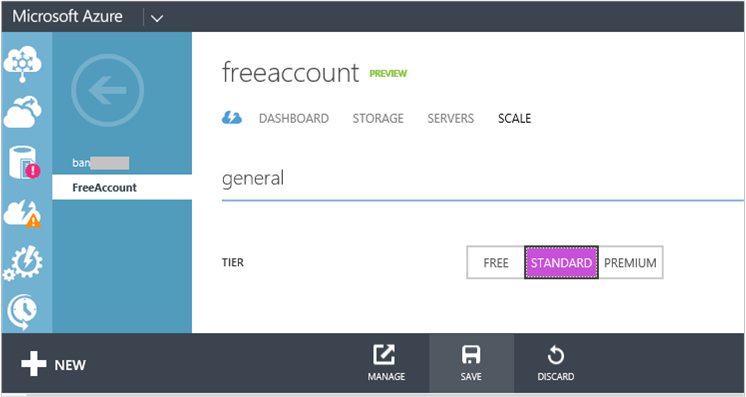 Microsoft Azure
freeaccount PREVIEW
DASHBOARD STORAGE SERVERS SCALE
ban
FreeAccount
general
TIER FREE STANDARD PREMIUM
NEW
MANAGE SAVE DISCARD